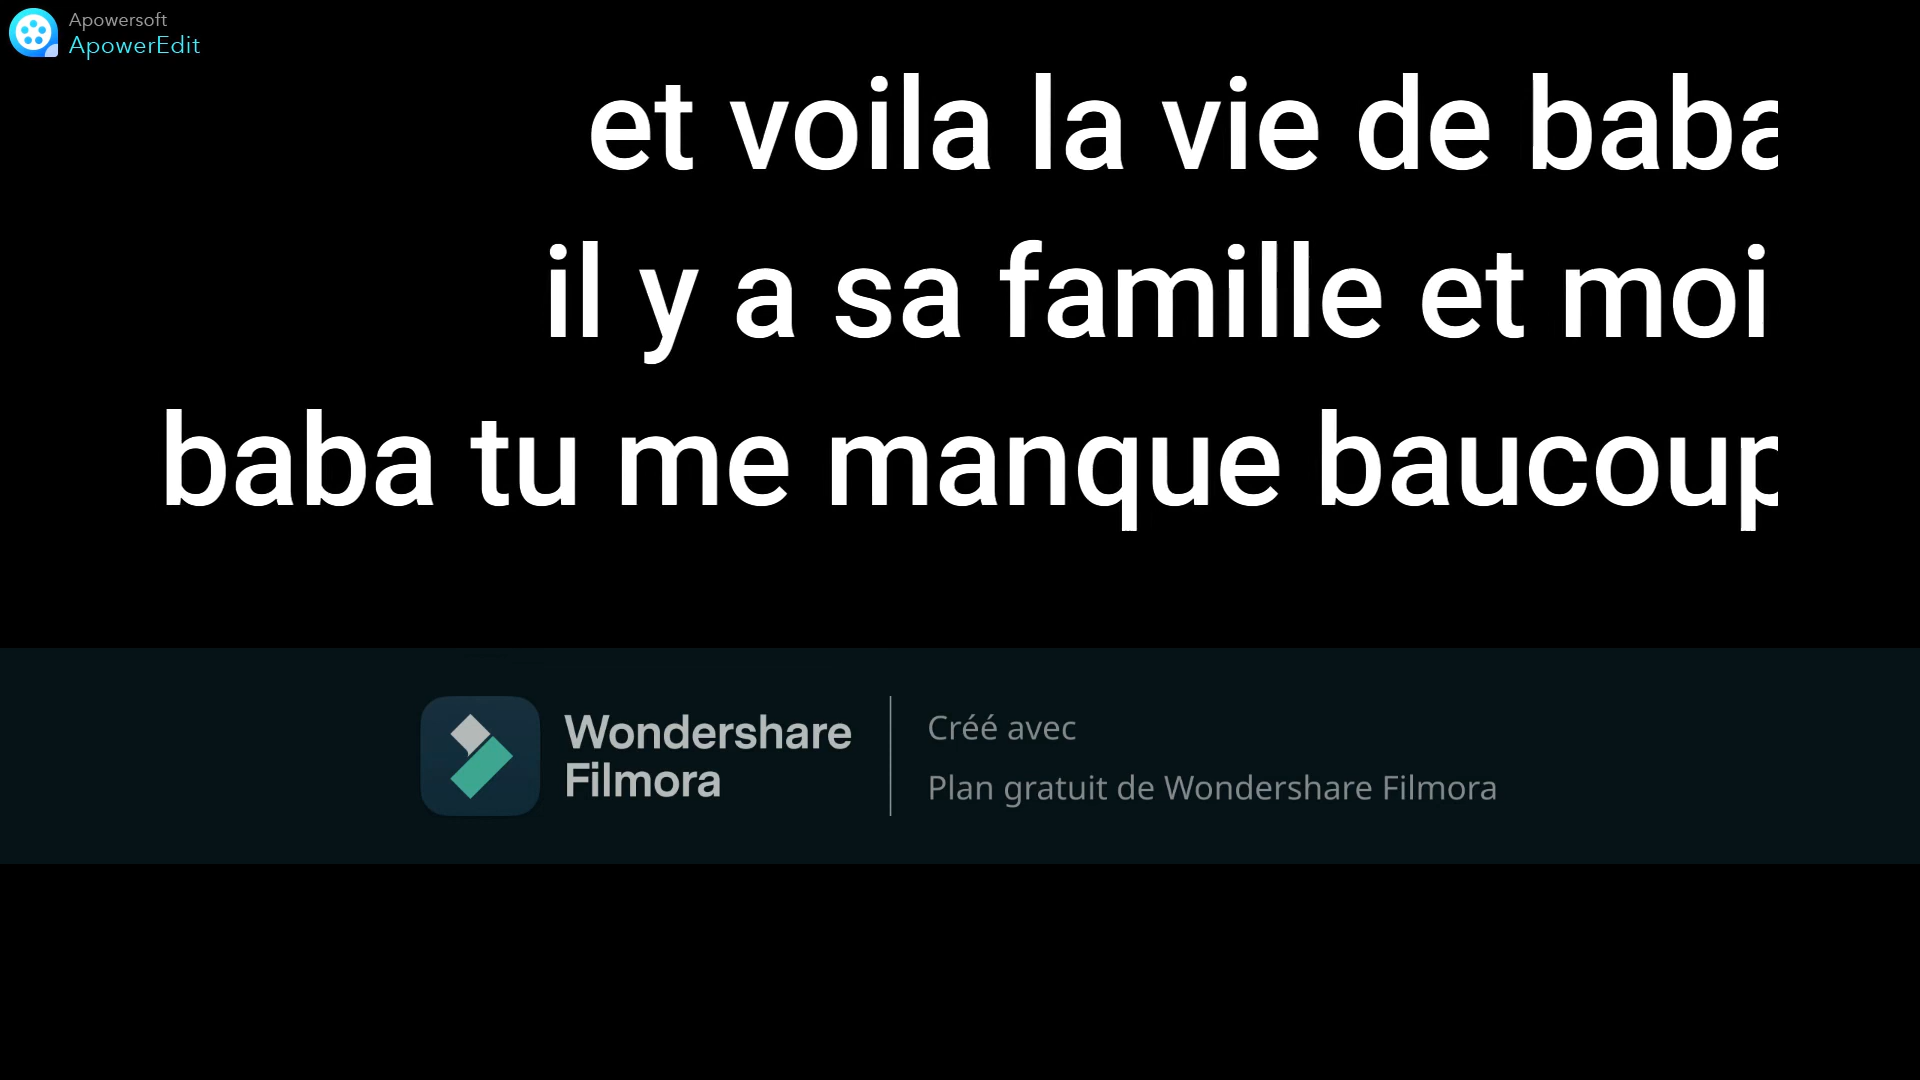 Apowersoft
ApowerEdit
et voila la vie de baba
il y a sa famille et moi
baba tu me manque baucoup
Wondershare
Filmora
Créé avec
Plan gratuit de Wondershare Filmora